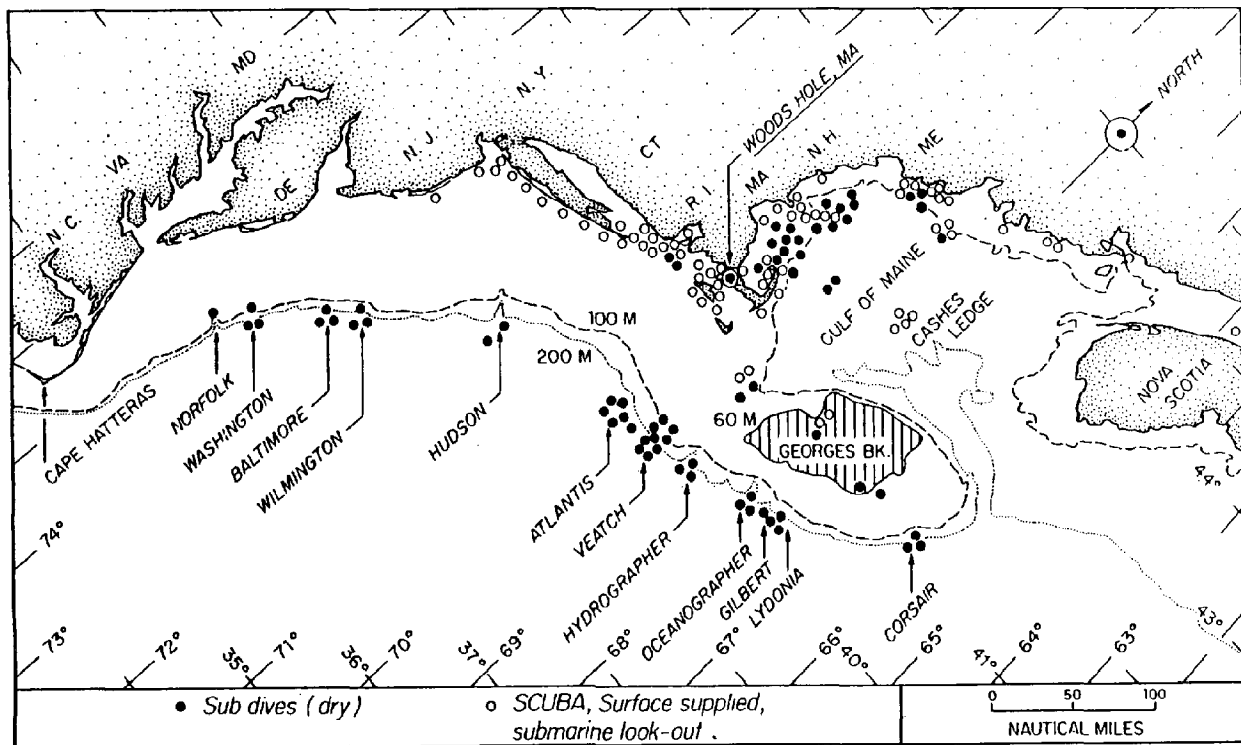 MD
N.Y
WOODS HOLE, MA
NORTH
VA
N.J.
CT
N.H.
ME
DE
R.I.
MA
N C
GULF OF MAINE
CASHES LEDGE
100 M
200 M
NOVA SCOTIA
CAPE HATTERAS
NORFOLK
WASHINGTON
BALTIMORE
WILMINGTON
HUDSON
60 M
GEORGES BK.
ATLANTIS
VEATCH
HYDROGRAPHER
OCEANOGRAPHER
GILBERT
LYDONIA
CORSAIR
74°
73°
72°
35°
71°
36°
70°
37°
69°
68°
67°
66°
40°
65°
41°
64°
63°
43°
Sub dives (dry)
SCUBA, Surface supplied,
submarine look-out .
0 50 100
NAUTICAL MILES